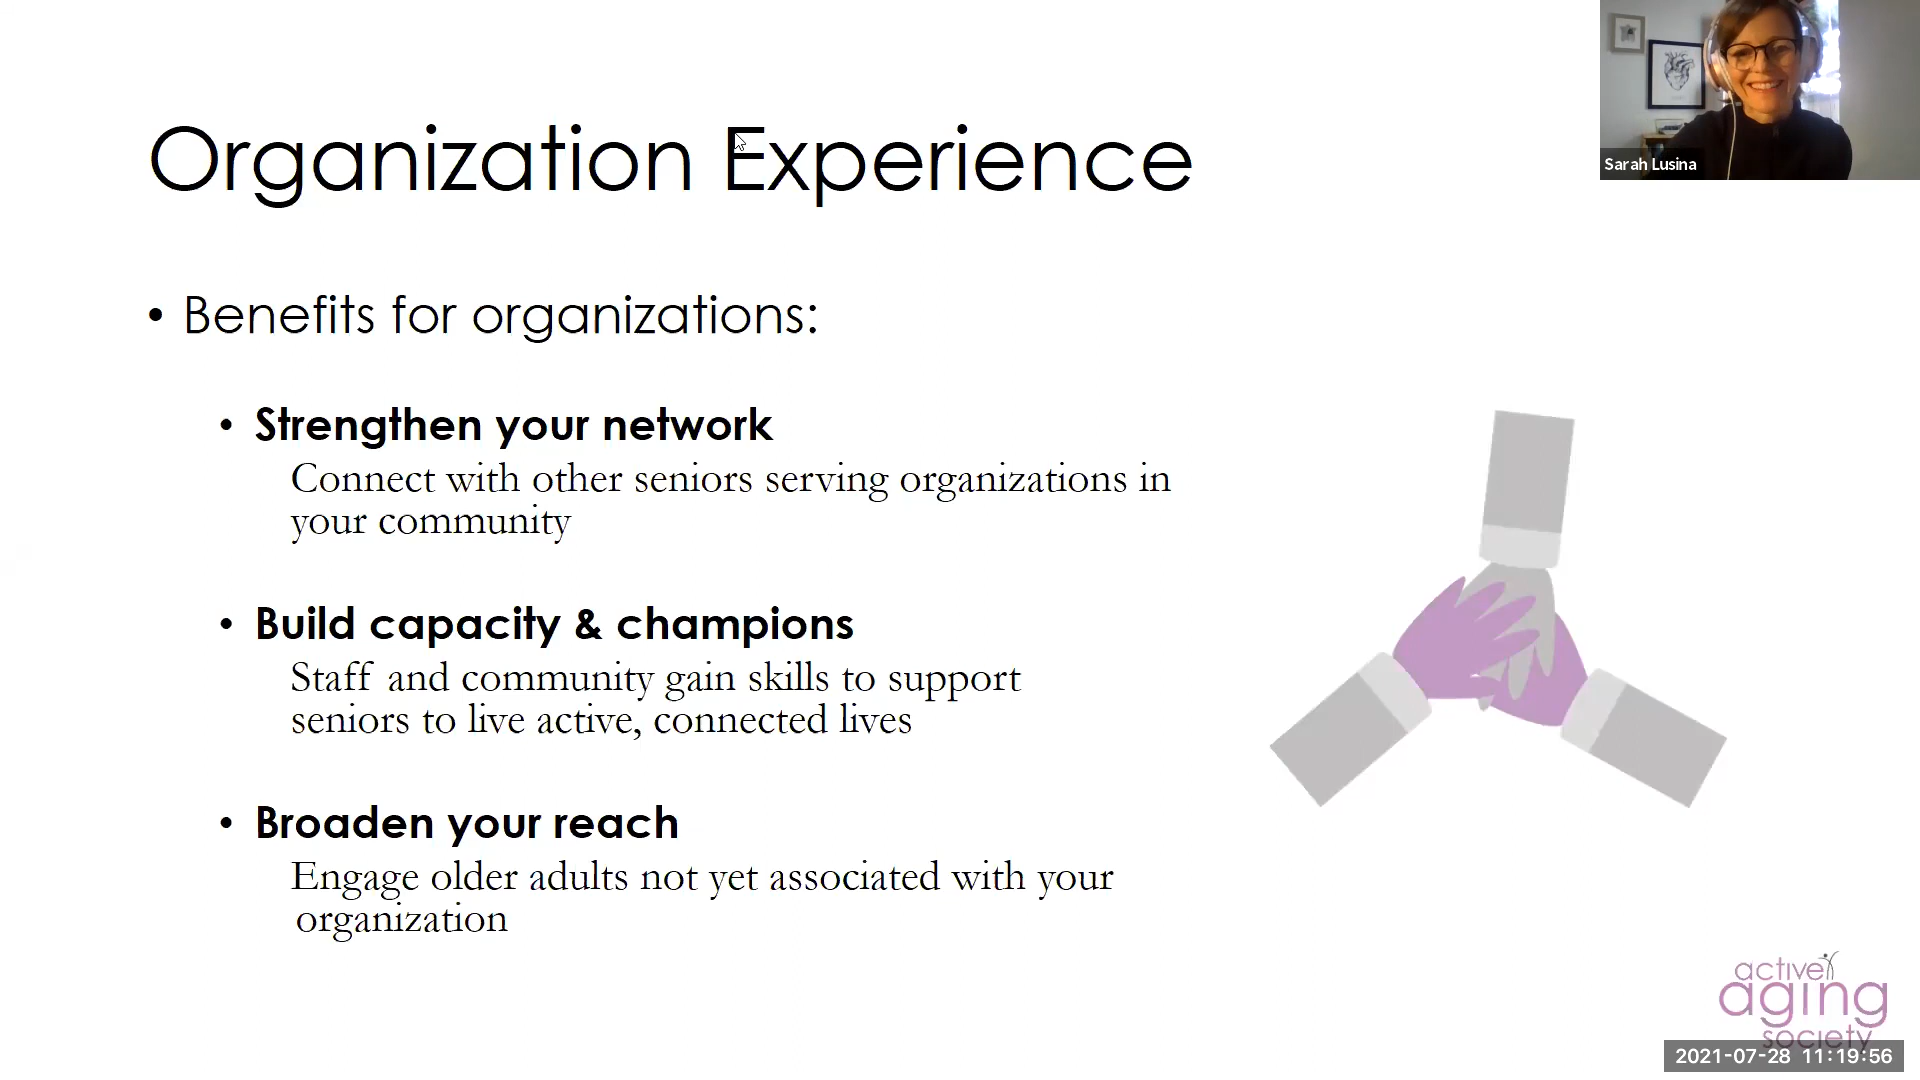 Sarah Lusina
Organization Experience
• Benefits for organizations:
• Strengthen your network
Connect with other seniors serving organizations in
your community
• Build capacity & champions
Staff and community gain skills to support
seniors to live active, connected lives
• Broaden your reach
Engage older adults not yet associated with your
organization
active
aging
society
2021-07-28 11:19:56